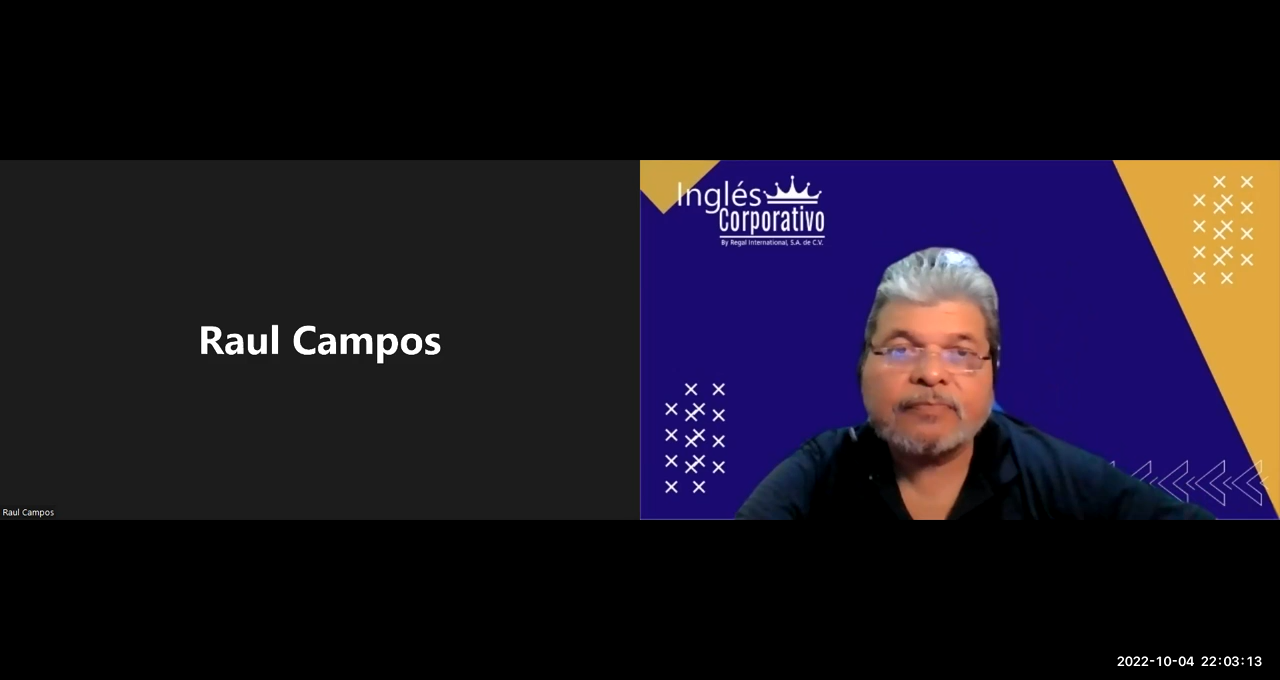 Raul Campos
Raul Campos
Inglés
Corporativo
By Regal International, S.A. de C.V.
2022-10-04 22:03:13